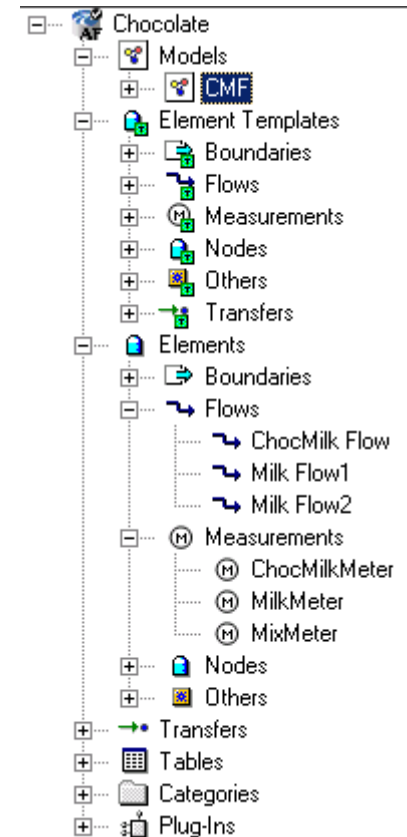 Chocolate
Models
CMF
Element Templates
Boundaries
Flows
Measurements
Nodes
Others
Transfers
Elements
Boundaries
Flows
ChocMilk Flow
Milk Flow1
Milk Flow2
Measurements
ChocMilkMeter
MilkMeter
MixMeter
Nodes
Others
Transfers
Tables
Categories
Plug-Ins